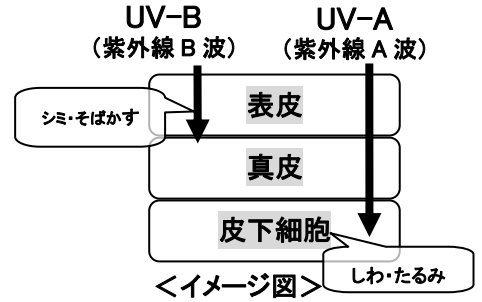 UV-B
(紫外線B波)
UV-A
(紫外線A波)
シミ・そばかす
表皮
真皮
皮下細胞
しわ・たるみ
＜イメージ図＞